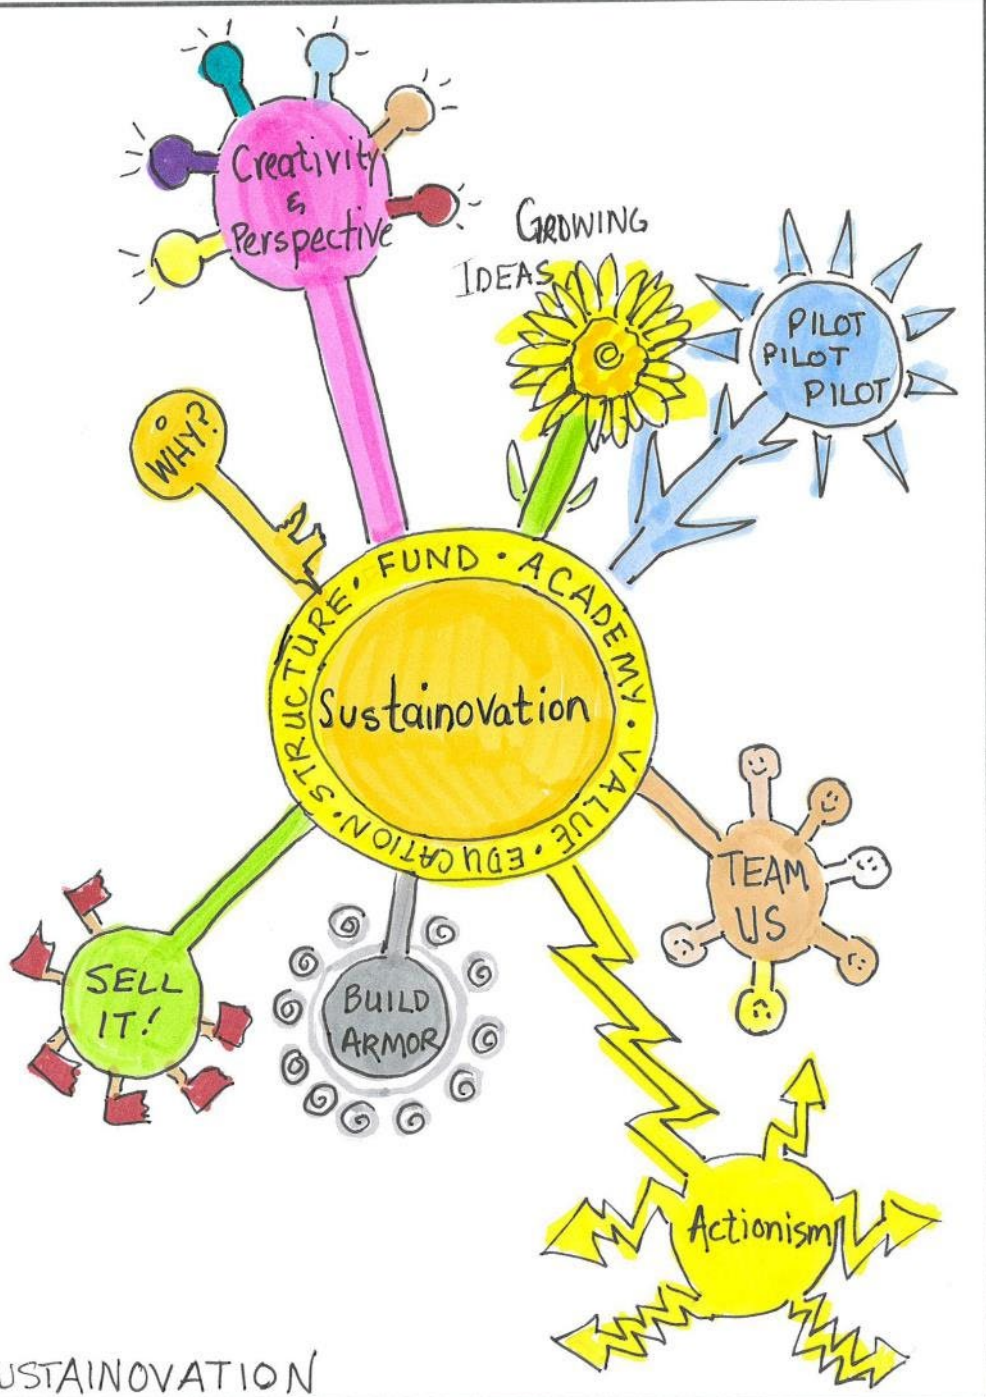 Creativity
&
Perspective
GROWING
IDEAS
PILOT
PILOT
PILOT
WHY?
STRUCTURE • FUND • ACADEMY • VALUE • EDUCATION •
Sustainovation
TEAM
US
SELL
IT!
BUILD
ARMOR
Actionism
USTAINOVATION